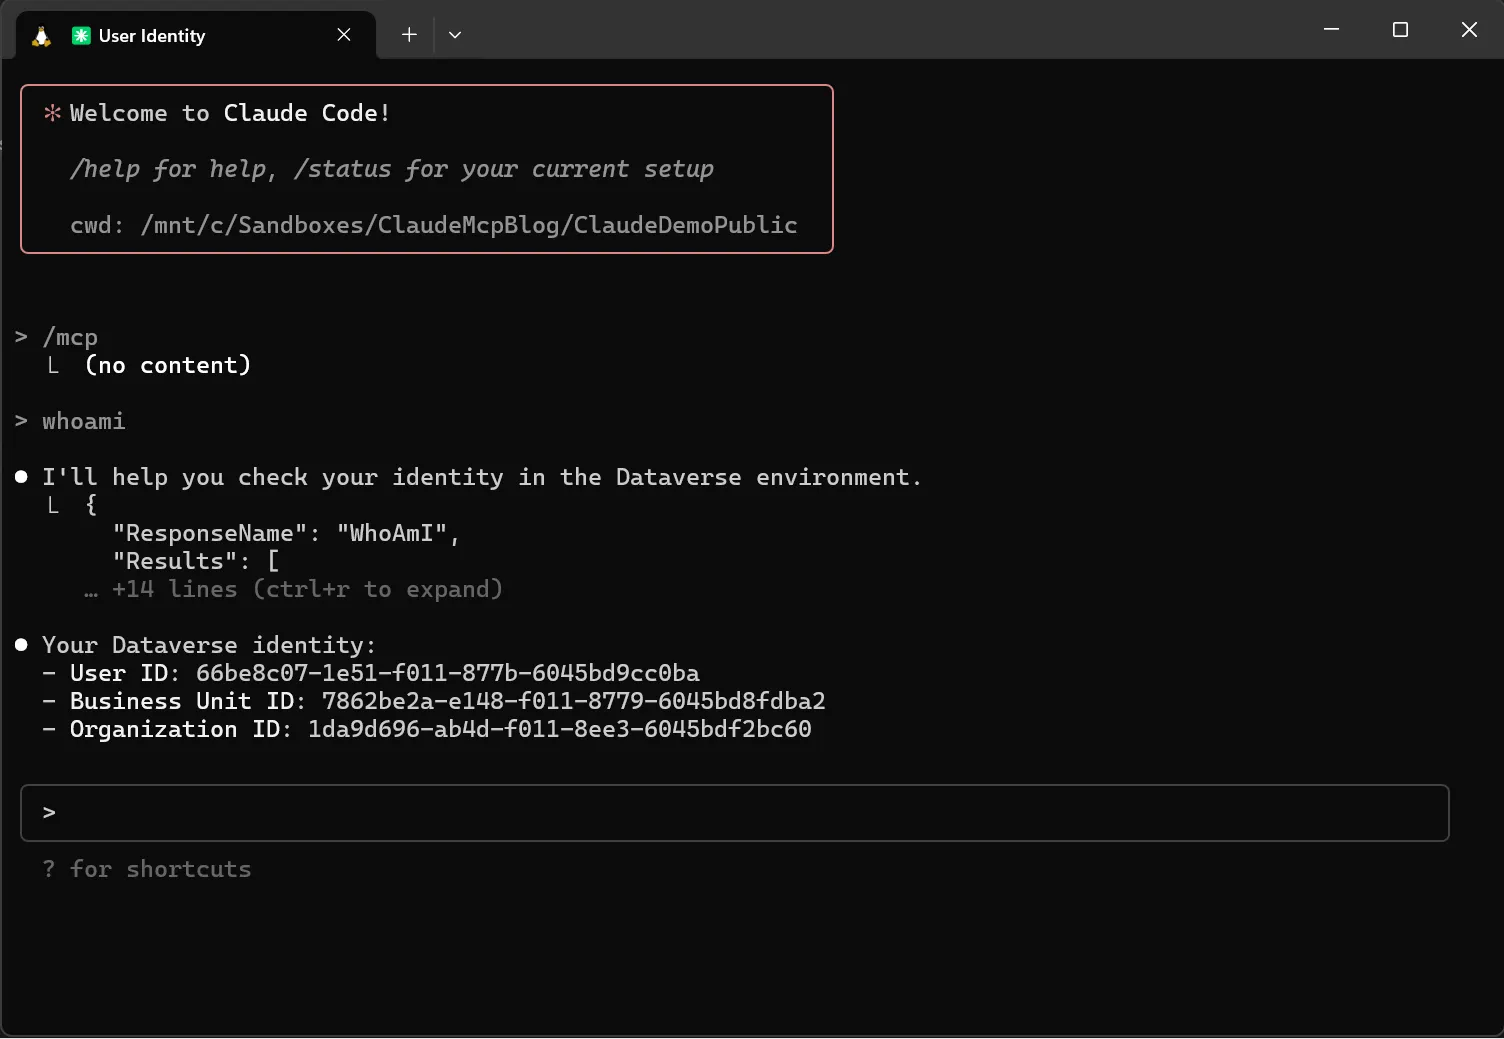 User Identity
* Welcome to Claude Code!
/help for help, /status for your current setup
cwd: /mnt/c/Sandboxes/ClaudeMcpBlog/ClaudeDemoPublic
> /mcp
└ (no content)
> whoami
● I'll help you check your identity in the Dataverse environment.
└ {
"ResponseName": "WhoAmI",
"Results": [
… +14 lines (ctrl+r to expand)
● Your Dataverse identity:
- User ID: 66be8c07-1e51-f011-877b-6045bd9cc0ba
- Business Unit ID: 7862be2a-e148-f011-8779-6045bd8fdba2
- Organization ID: 1da9d696-ab4d-f011-8ee3-6045bdf2bc60
>
? for shortcuts